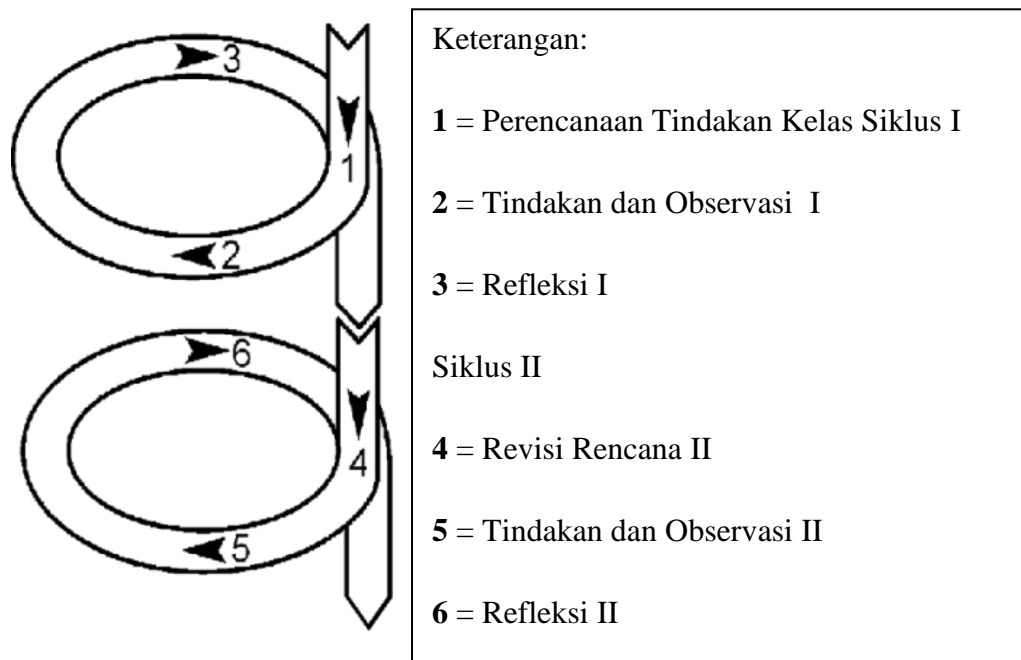 3
1
2
6
4
5
Keterangan:
1 = Perencanaan Tindakan Kelas Siklus I
2 = Tindakan dan Observasi I
3 = Refleksi I
Siklus II
4 = Revisi Rencana II
5 = Tindakan dan Observasi II
6 = Refleksi II